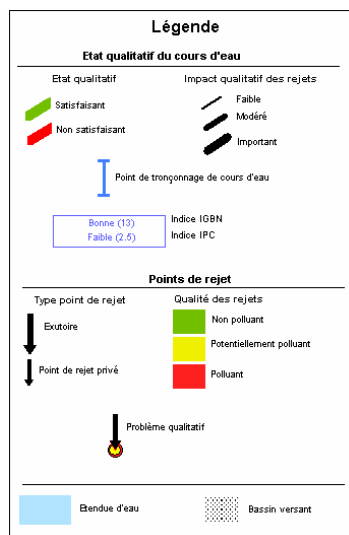 Légende
Etat qualitatif du cours d'eau
Etat qualitatif
Impact qualitatif des rejets
Satisfaisant
Non satisfaisant
Faible
Modéré
Important
Point de tronçonnage de cours d'eau
Bonne (13)
Faible (2.5)
Indice IGBN
Indice IPC
Points de rejet
Type point de rejet
Qualité des rejets
Exutoire
Point de rejet privé
Non polluant
Potentiellement polluant
Polluant
Problème qualitatif
Etendue d'eau
Bassin versant